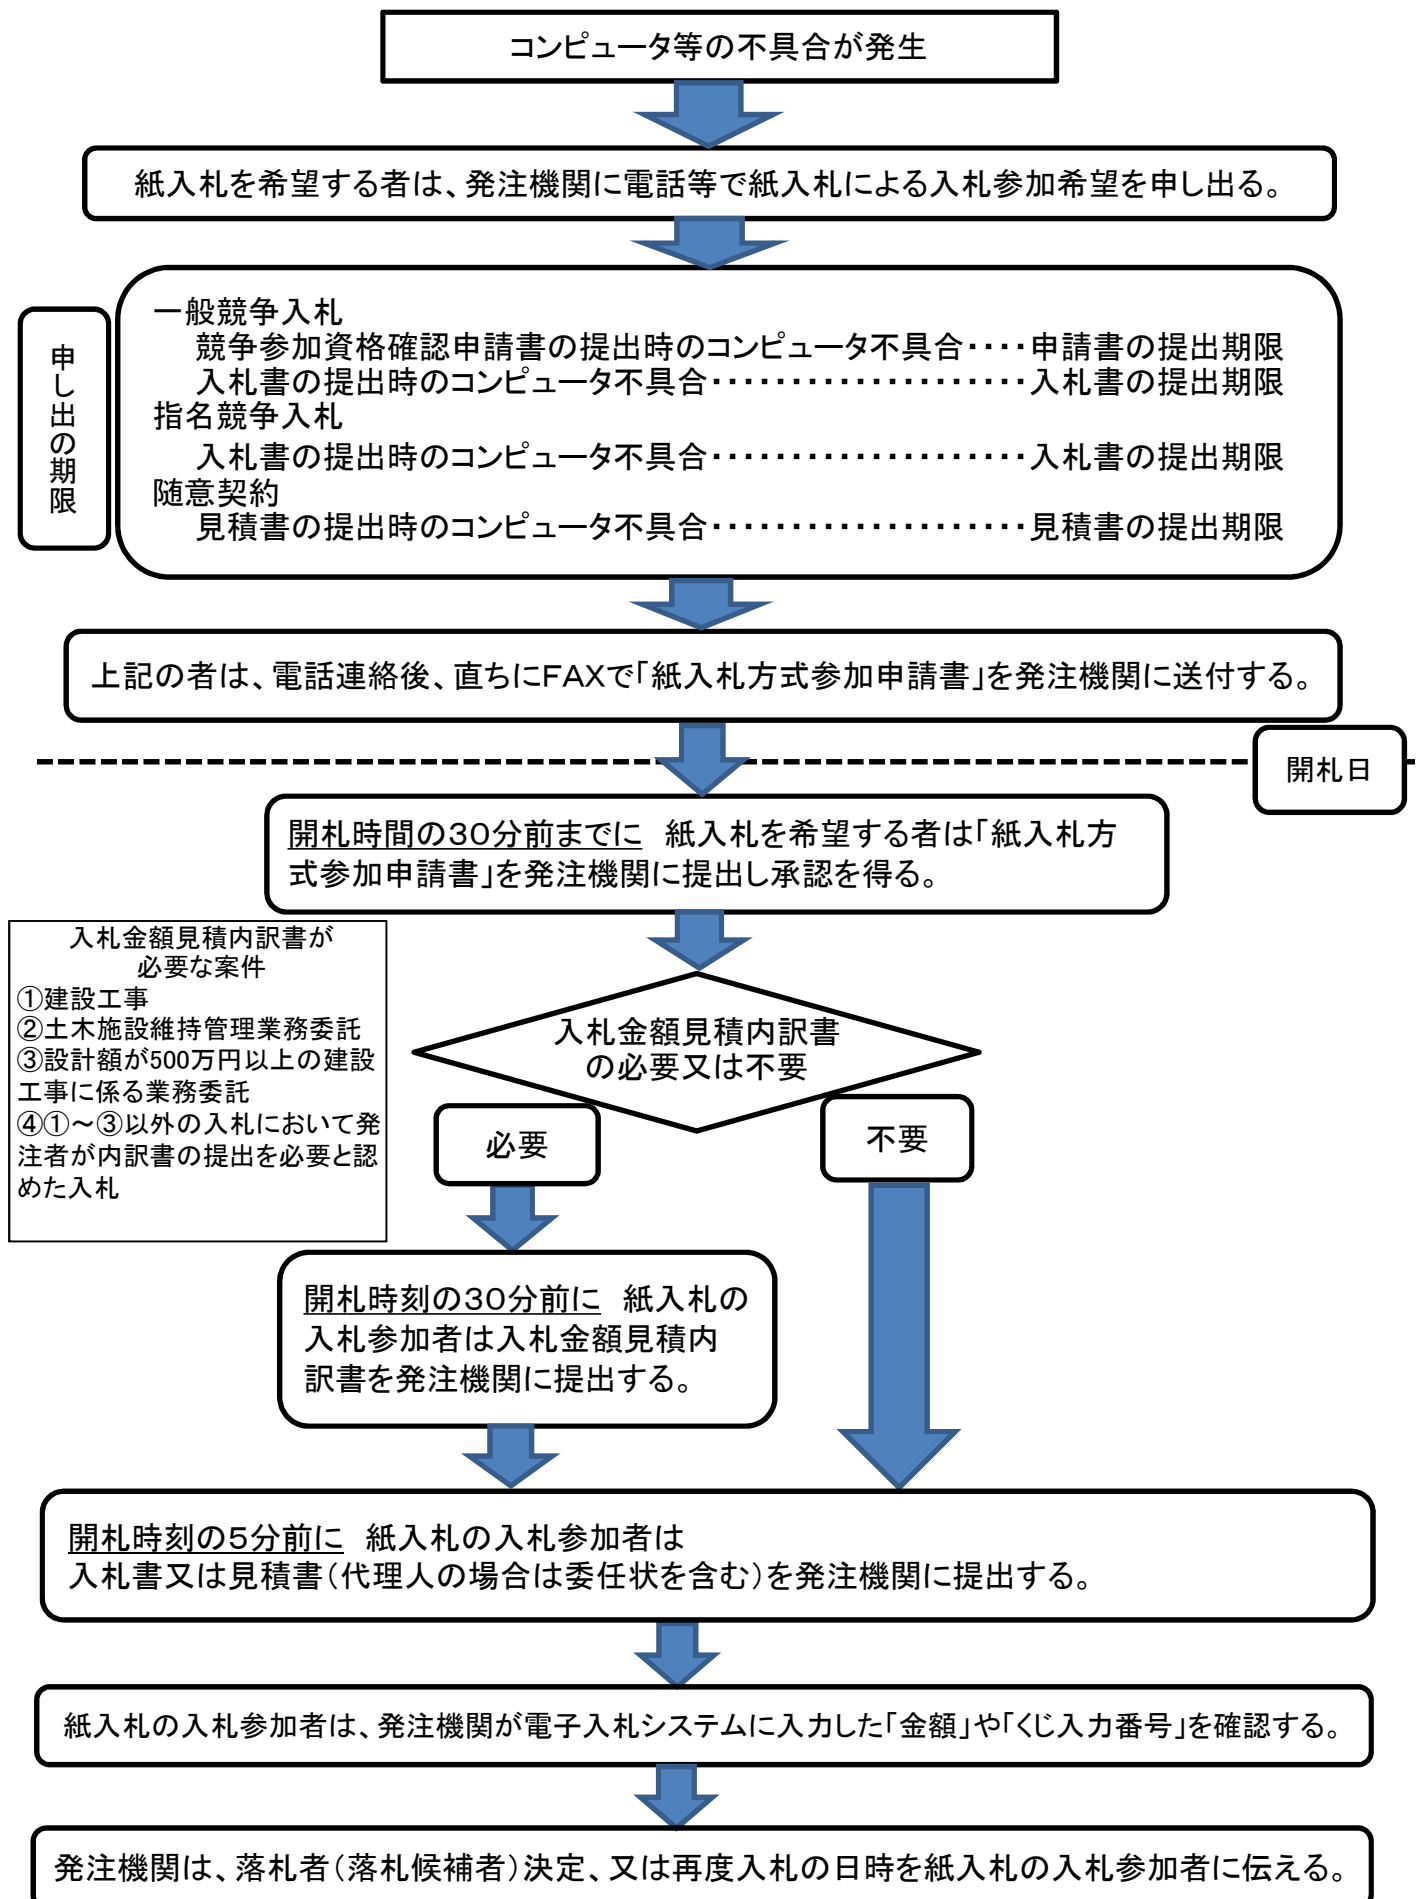 コンピュータ等の不具合が発生
紙入札を希望する者は、発注機関に電話等で紙入札による入札参加希望を申し出る。
申し出の期限
一般競争入札
競争参加資格確認申請書の提出時のコンピュータ不具合････申請書の提出期限
入札書の提出時のコンピュータ不具合････････････････････入札書の提出期限
指名競争入札
入札書の提出時のコンピュータ不具合････････････････････入札書の提出期限
随意契約
見積書の提出時のコンピュータ不具合････････････････････見積書の提出期限
上記の者は、電話連絡後、直ちにFAXで「紙入札方式参加申請書」を発注機関に送付する。
開札日
開札時間の30分前までに　紙入札を希望する者は「紙入札方
式参加申請書」を発注機関に提出し承認を得る。
入札金額見積内訳書が
必要な案件
①建設工事
②土木施設維持管理業務委託
③設計額が500万円以上の建設
工事に係る業務委託
④①～③以外の入札において発
注者が内訳書の提出を必要と認
めた入札
入札金額見積内訳書
の必要又は不要
必要
不要
開札時刻の30分前に　紙入札の
入札参加者は入札金額見積内
訳書を発注機関に提出する。
開札時刻の5分前に　紙入札の入札参加者は
入札書又は見積書（代理人の場合は委任状を含む）を発注機関に提出する。
紙入札の入札参加者は、発注機関が電子入札システムに入力した「金額」や「くじ入力番号」を確認する。
発注機関は、落札者（落札候補者）決定、又は再度入札の日時を紙入札の入札参加者に伝える。